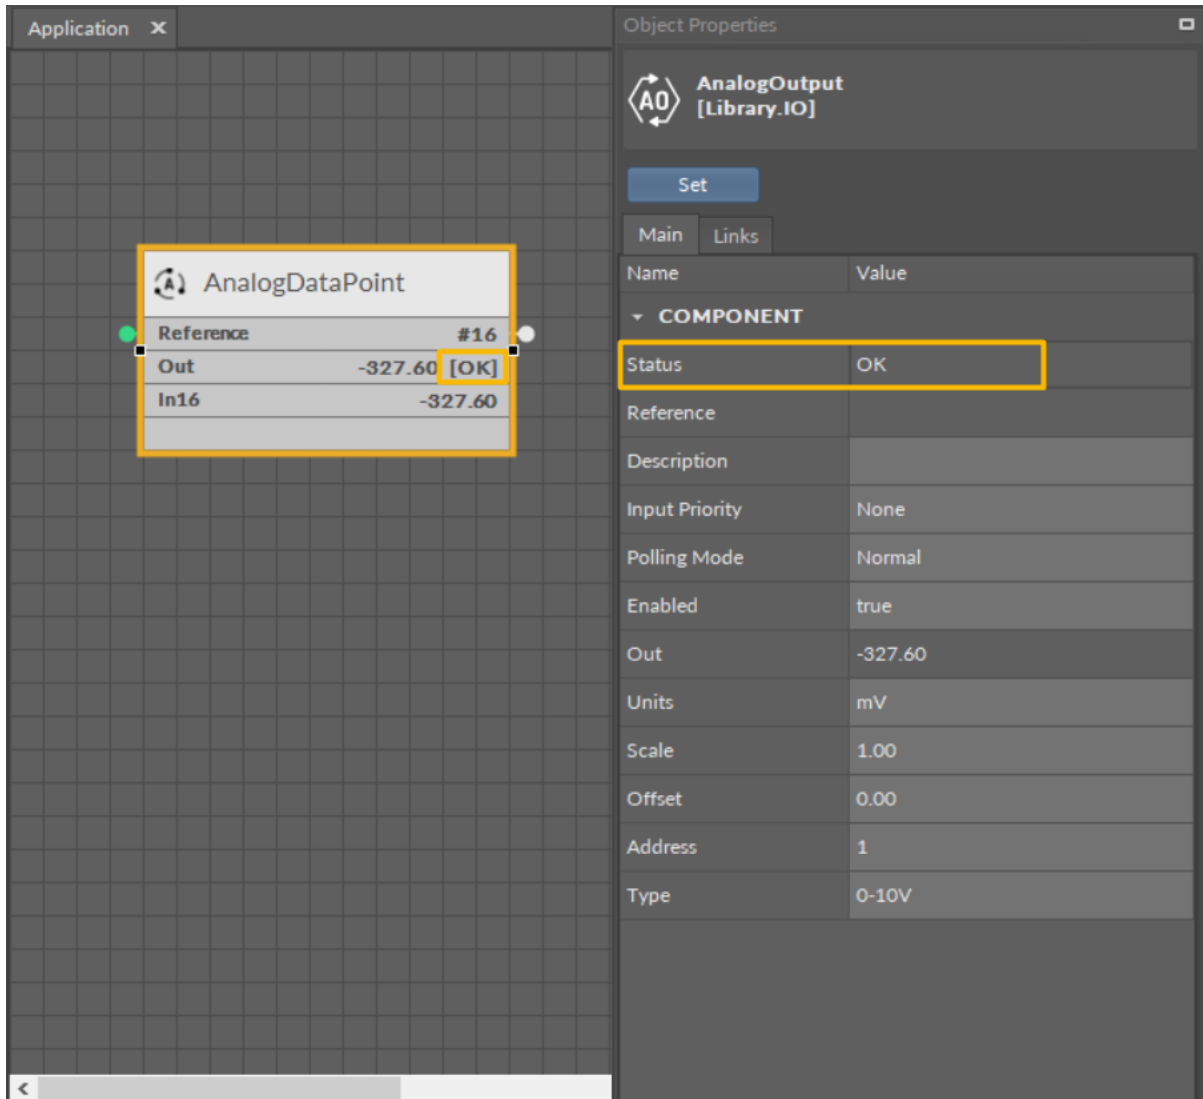 Application ×
AnalogDataPoint
Reference #16
Out -327.60 [OK]
In16 -327.60
Object Properties
AO
AnalogOutput
[Library.IO]
Set
Main Links
Name Value
COMPONENT
Status OK
Reference
Description
Input Priority None
Polling Mode Normal
Enabled true
Out -327.60
Units mV
Scale 1.00
Offset 0.00
Address 1
Type 0-10V